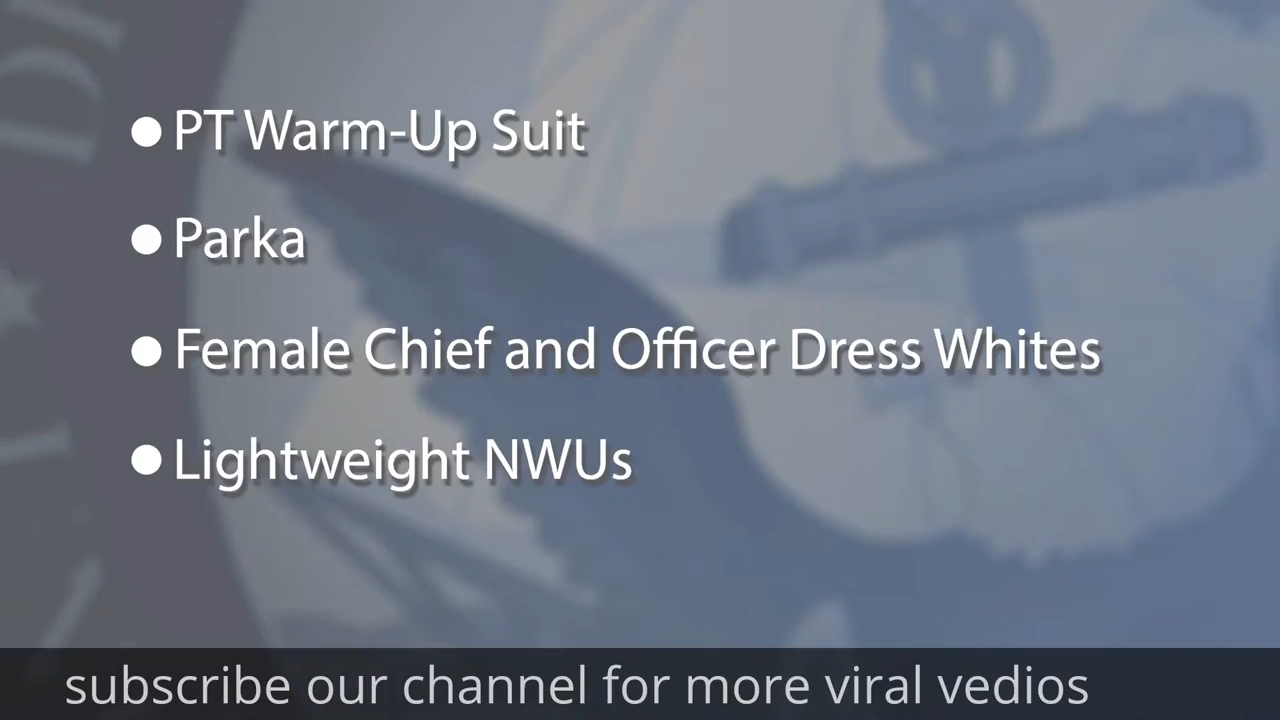 ● PT Warm-Up Suit
● Parka
● Female Chief and Officer Dress Whites
● Lightweight NWUs
subscribe our channel for more viral vedios